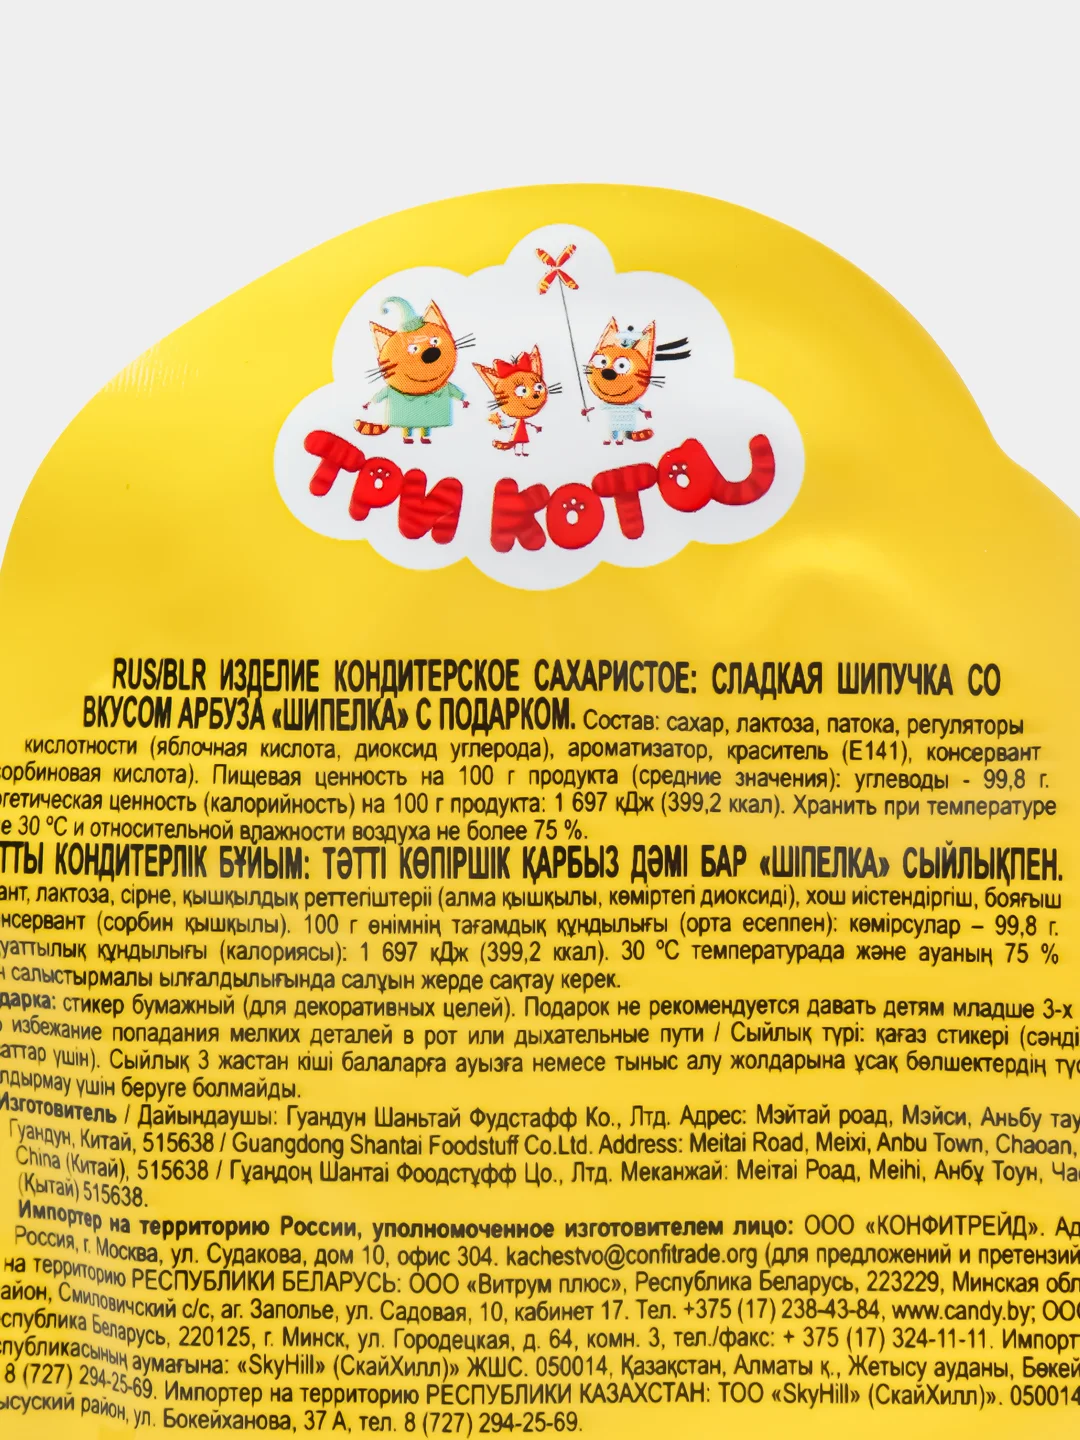 ТРИ КОТА
RUS/BLR ИЗДЕЛИЕ КОНДИТЕРСКОЕ САХАРИСТОЕ: СЛАДКАЯ ШИПУЧКА СО
ВКУСОМ АРБУЗА «ШИПЕЛКА» С ПОДАРКОМ. Состав: сахар, лактоза, патока, регуляторы
кислотности (яблочная кислота, диоксид углерода), ароматизатор, краситель (Е141), консервант
орбиновая кислота). Пищевая ценность на 100 г продукта (средние значения): углеводы - 99,8 г.
гетическая ценность (калорийность) на 100 г продукта: 1 697 кДж (399,2 ккал). Хранить при температуре
е 30 ºС и относительной влажности воздуха не более 75 %.
ТТЫ КОНДИТЕРЛІК БҰЙЫМ: ТӘТТІ КӨПІРШІК ҚАРБЫЗ ДӘМІ БАР «ШІПЕЛКА» СЫЙЛЫҚПЕН.
ант, лактоза, сірне, қышқылдық реттегіштеріі (алма қышқылы, көміртегі диоксиді), хош иістендіргіш, бояғыш
нсервант (сорбин қышқылы). 100 г өнімнің тағамдық құндылығы (орта есеппен): көмірсулар – 99,8 г.
уаттылық құндылығы (калориясы): 1 697 кДж (399,2 ккал). 30 ºС температурада және ауаның 75 %
н салыстырмалы ылғалдылығында салқын жерде сақтау керек.
дарка: стикер бумажный (для декоративных целей). Подарок не рекомендуется давать детям младше 3-х
избежание попадания мелких деталей в рот или дыхательные пути / Сыйлық түрі: қағаз стикері (сәнді
аттар үшін). Сыйлық 3 жастан кіші балаларға ауызға немесе тыныс алу жолдарына ұсақ бөлшектердің түс
лдырмау үшін беруге болмайды.
Изготовитель / Дайындаушы: Гуандун Шаньтай Фудстафф Ко., Лтд. Адрес: Мэйтай роад, Мэйси, Аньбу тау
Гуандун, Китай, 515638 / Guangdong Shantai Foodstuff Co.Ltd. Address: Meitai Road, Meixi, Anbu Town, Chaoan,
China (Китай), 515638 / Гұандоң Шантаі Фоодстұфф Цо., Лтд. Меканжай: Меітаі Роад, Меіһі, Анбұ Тоун, Ча
(Қытай) 515638.
Импортер на территорию России, уполномоченное изготовителем лицо: ООО «КОНФИТРЕЙД». Ад
Россия, г. Москва, ул. Судакова, дом 10, офис 304. kachestvo@confitrade.org (для предложений и претензий
на территорию РЕСПУБЛИКИ БЕЛАРУСЬ: ООО «Витрум плюс», Республика Беларусь, 223229, Минская обл
айон, Смиловичский с/с, аг. Заполье, ул. Садовая, 10, кабинет 17. Тел. +375 (17) 238-43-84, www.candy.by; ООО
спублика Беларусь, 220125, г. Минск, ул. Городецкая, д. 64, комн. 3, тел./факс: + 375 (17) 324-11-11. Импорт
спубликасының аумағына: «SkyHill» (СкайХилл)» ЖШС. 050014, Қазақстан, Алматы қ., Жетысу ауданы, Бөкей
8 (727) 294-25-69. Импортер на территорию РЕСПУБЛИКИ КАЗАХСТАН: ТОО «SkyHill» (СкайХилл)». 050014
ысуский район, ул. Бокейханова, 37 А, тел. 8 (727) 294-25-69.